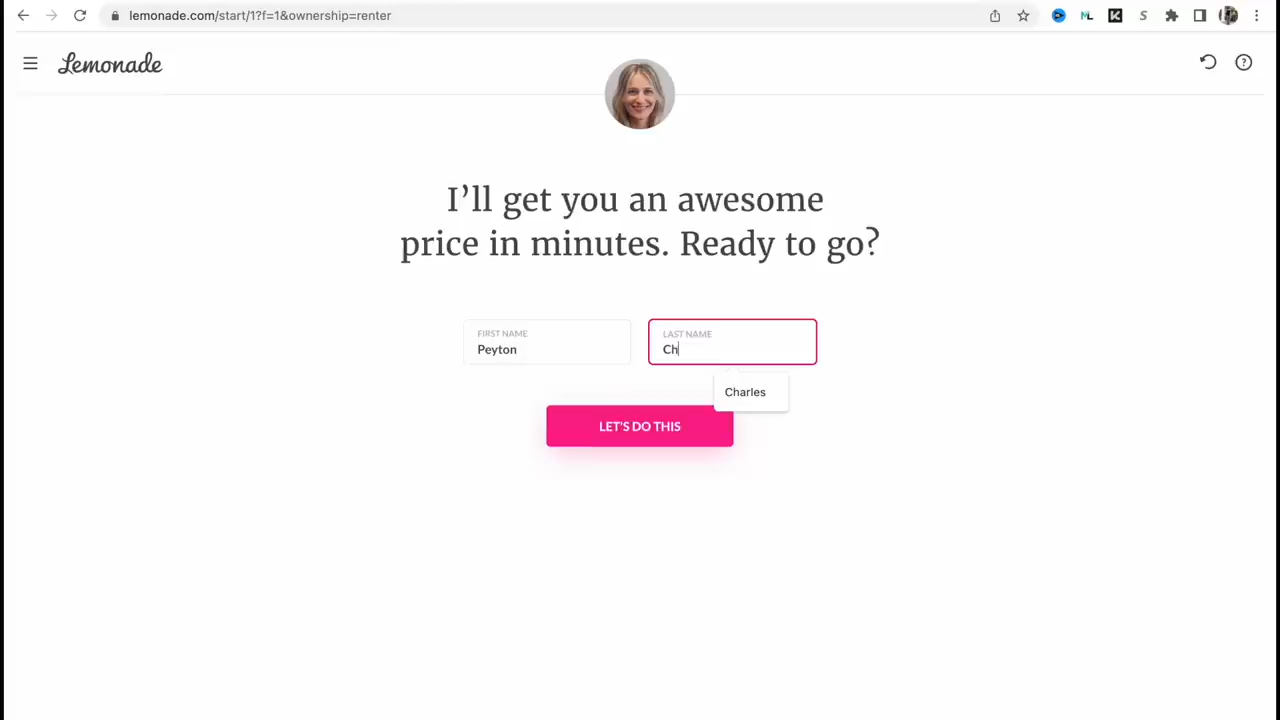 lemonade.com/start/1?f=1&ownership=renter
Lemonade
I’ll get you an awesome
price in minutes. Ready to go?
FIRST NAME
Peyton
LAST NAME
Ch
Charles
LET'S DO THIS